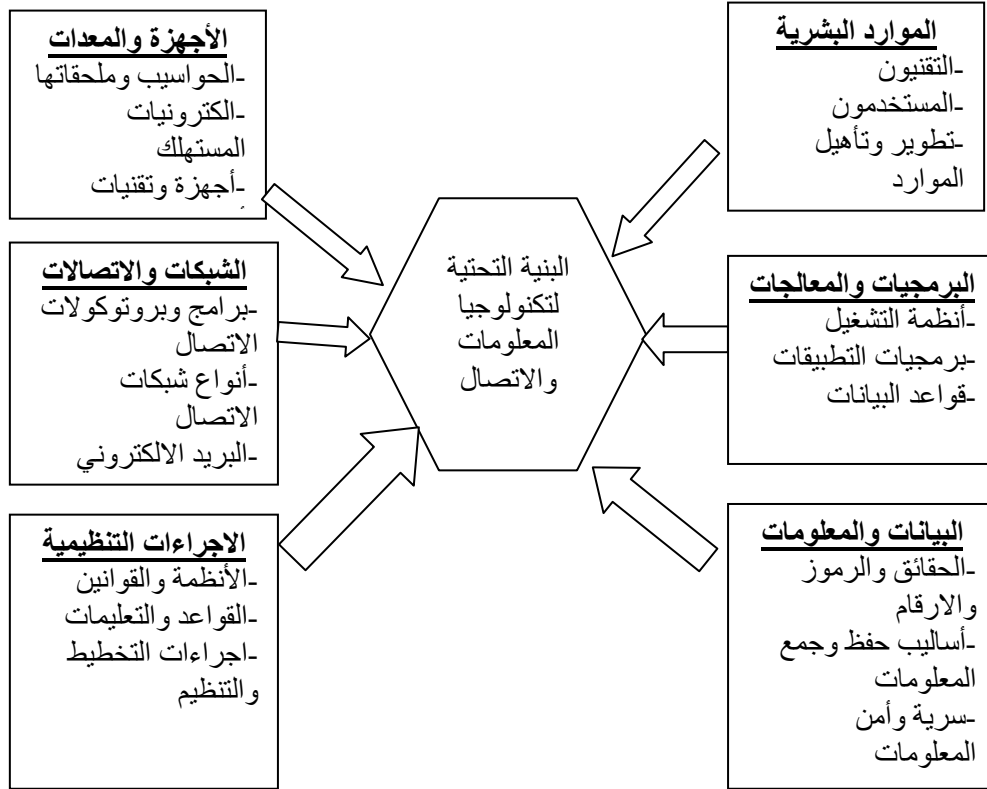 الموارد البشرية
-التقنيون
-المستخدمون
-تطوير وتأهيل
الموارد
الأجهزة والمعدات
-الحواسيب وملحقاتها
-الكترونيات
المستهلك
-أجهزة وتقنيات
البنية التحتية
لتكنولوجيا
المعلومات
والاتصال
البرمجيات والمعالجات
-أنظمة التشغيل
-برمجيات التطبيقات
-قواعد البيانات
الشبكات والاتصالات
-برامج وبروتوكولات
الاتصال
-أنواع شبكات
الاتصال
-البريد الالكتروني
البيانات والمعلومات
-الحقائق والرموز
والارقام
-أساليب حفظ وجمع
المعلومات
-سرية وأمن
المعلومات
الاجراءات التنظيمية
-الأنظمة والقوانين
-القواعد والتعليمات
-اجراءات التخطيط
والتنظيم